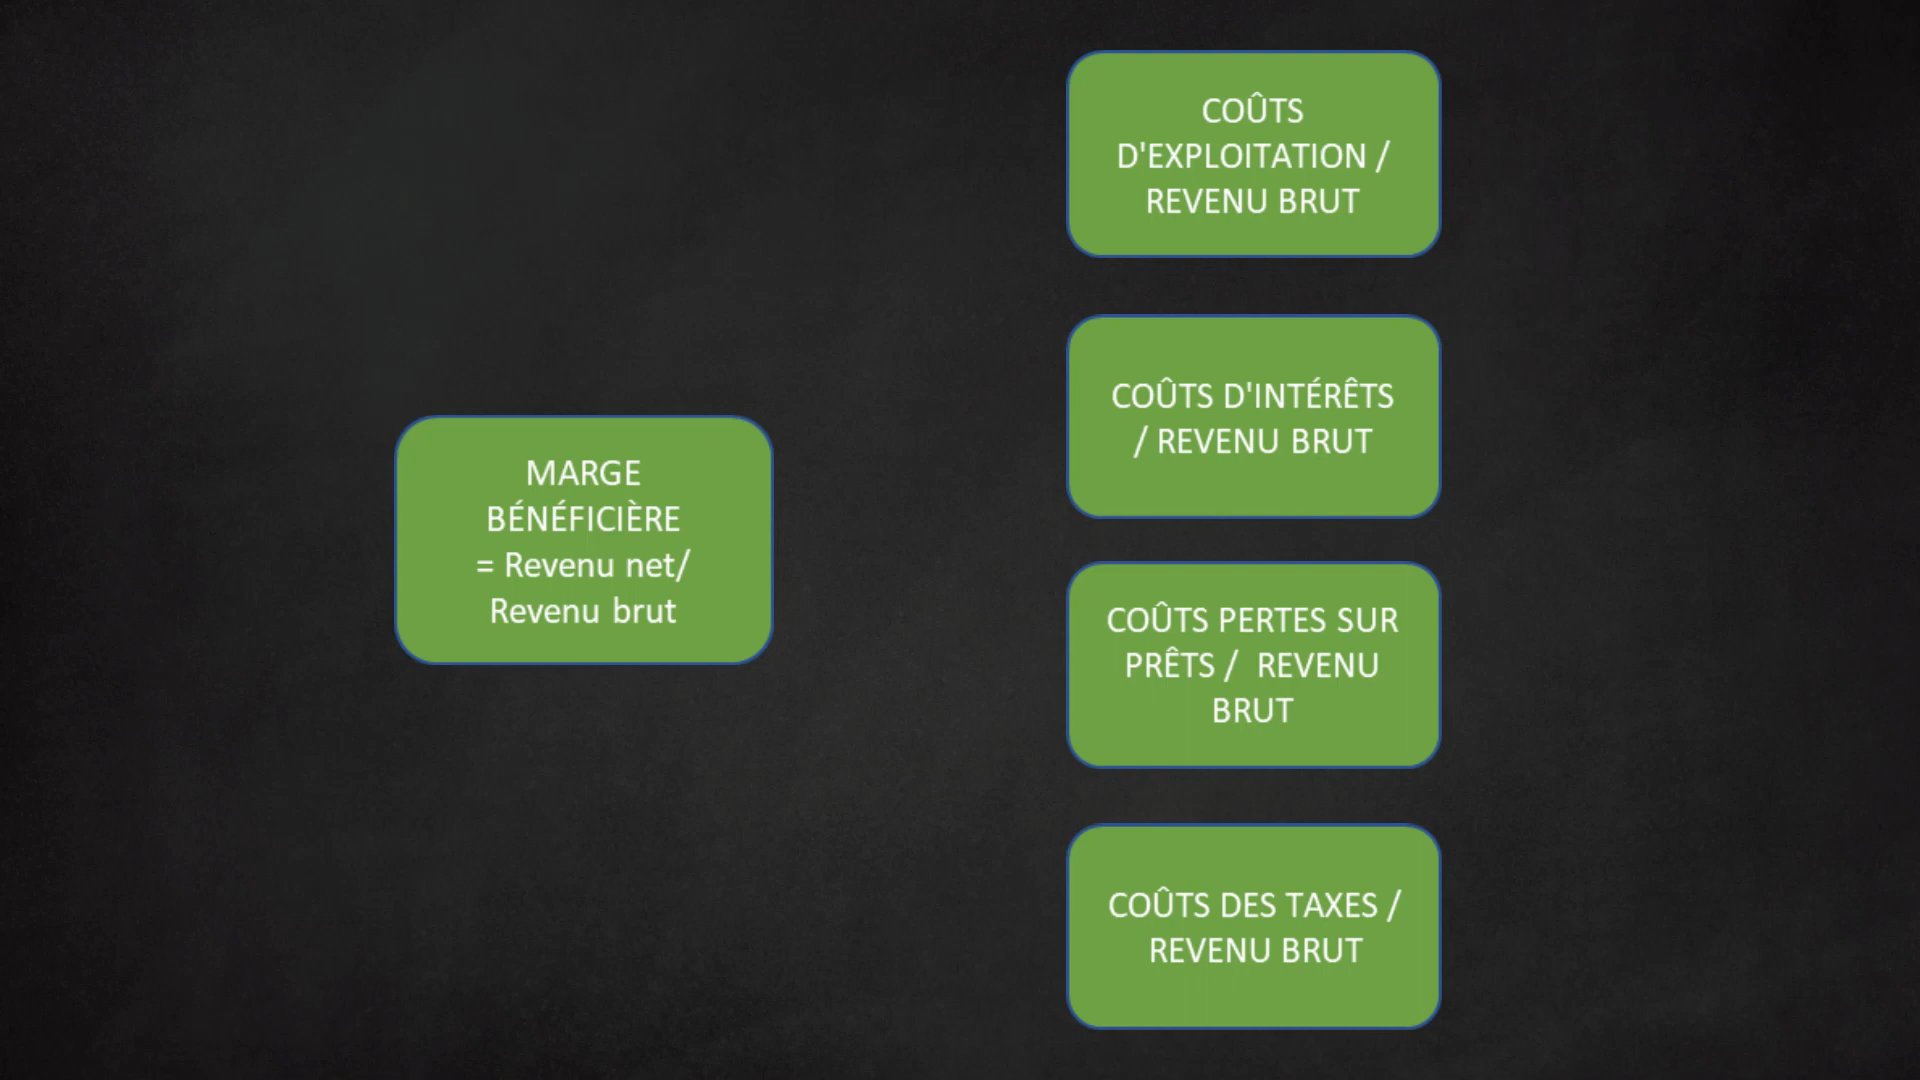 MARGE
BÉNÉFICIÈRE
= Revenu net/
Revenu brut
COÛTS
D'EXPLOITATION /
REVENU BRUT
COÛTS D'INTÉRÊTS
/ REVENU BRUT
COÛTS PERTES SUR
PRÊTS /  REVENU
BRUT
COÛTS DES TAXES /
REVENU BRUT